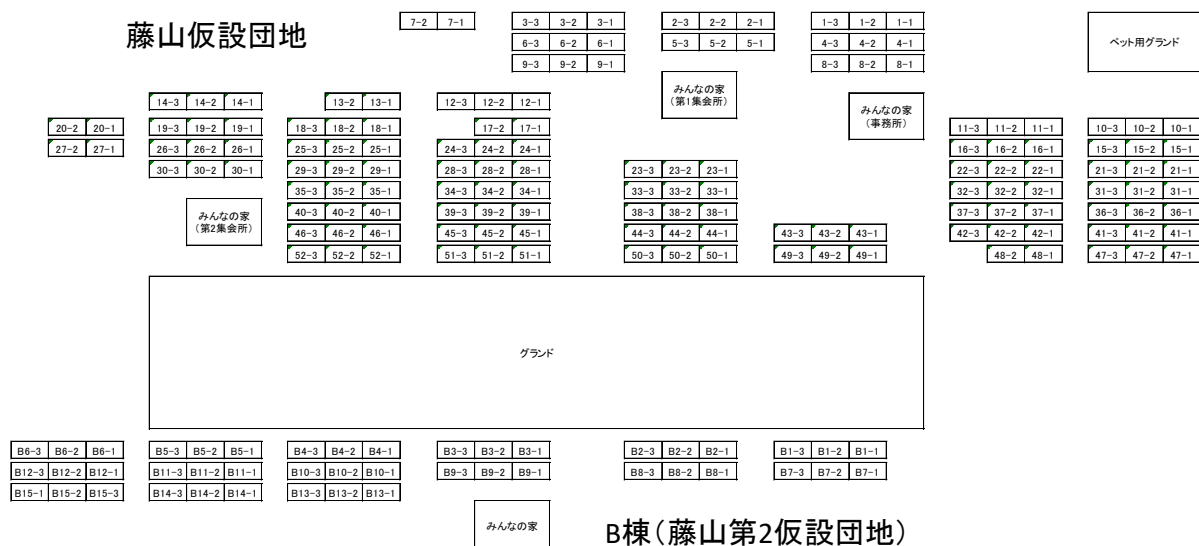 藤山仮設団地
7-2 7-1
3-3 3-2 3-1
2-3 2-2 2-1
1-3 1-2 1-1
6-3 6-2 6-1
5-3 5-2 5-1
4-3 4-2 4-1
9-3 9-2 9-1
8-3 8-2 8-1
ペット用グランド
みんなの家
(第1集会所)
みんなの家
(事務所)
14-3 14-2 14-1
13-2 13-1
12-3 12-2 12-1
20-2 20-1
19-3 19-2 19-1
18-3 18-2 18-1
17-2 17-1
11-3 11-2 11-1
10-3 10-2 10-1
27-2 27-1
26-3 26-2 26-1
25-3 25-2 25-1
24-3 24-2 24-1
16-3 16-2 16-1
15-3 15-2 15-1
30-3 30-2 30-1
29-3 29-2 29-1
28-3 28-2 28-1
23-3 23-2 23-1
22-3 22-2 22-1
21-3 21-2 21-1
35-3 35-2 35-1
34-3 34-2 34-1
33-3 33-2 33-1
32-3 32-2 32-1
31-3 31-2 31-1
みんなの家
(第2集会所)
40-3 40-2 40-1
39-3 39-2 39-1
38-3 38-2 38-1
37-3 37-2 37-1
36-3 36-2 36-1
46-3 46-2 46-1
45-3 45-2 45-1
44-3 44-2 44-1
43-3 43-2 43-1
42-3 42-2 42-1
41-3 41-2 41-1
52-3 52-2 52-1
51-3 51-2 51-1
50-3 50-2 50-1
49-3 49-2 49-1
48-2 48-1
47-3 47-2 47-1
グランド
B6-3 B6-2 B6-1
B5-3 B5-2 B5-1
B4-3 B4-2 B4-1
B3-3 B3-2 B3-1
B2-3 B2-2 B2-1
B1-3 B1-2 B1-1
B12-3 B12-2 B12-1
B11-3 B11-2 B11-1
B10-3 B10-2 B10-1
B9-3 B9-2 B9-1
B8-3 B8-2 B8-1
B7-3 B7-2 B7-1
B15-1 B15-2 B15-3
B14-3 B14-2 B14-1
B13-3 B13-2 B13-1
みんなの家
B棟(藤山第2仮設団地)